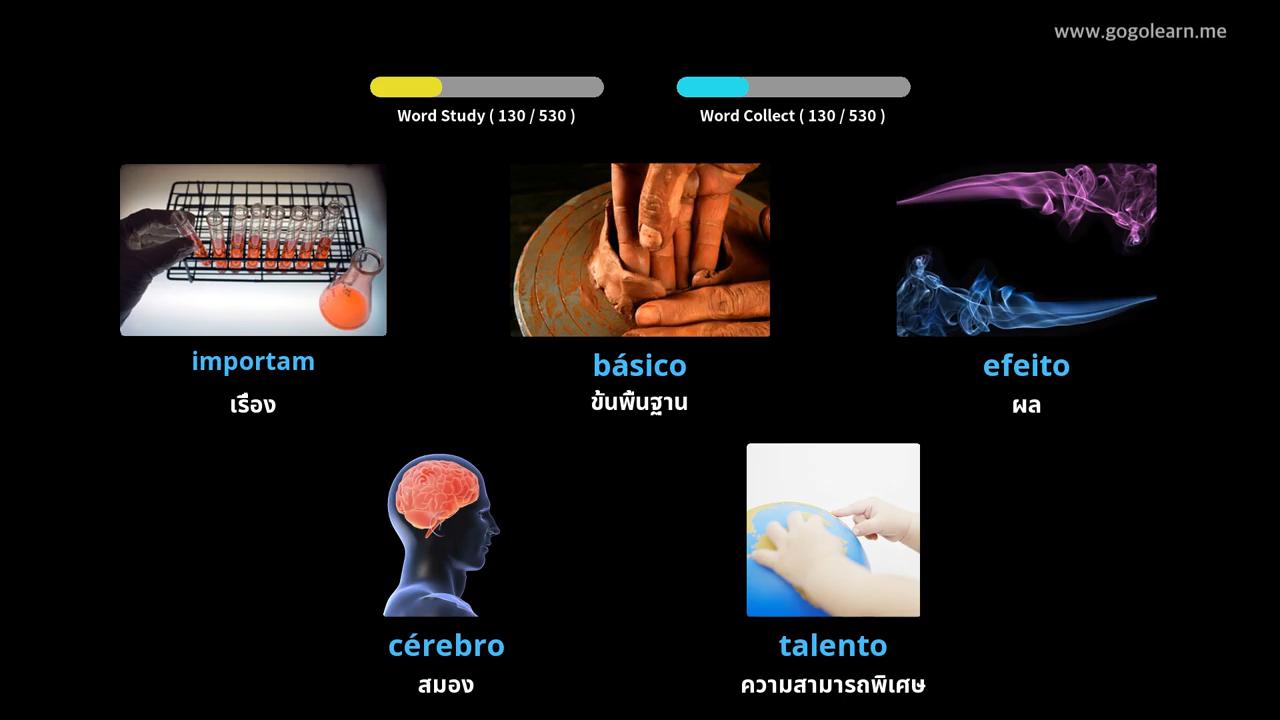 www.gogolearn.me
Word Study ( 130 / 530 )
Word Collect ( 130 / 530 )
importam
básico
efeito
เรื่อง
ขั้นพื้นฐาน
ผล
cérebro
talento
สมอง
ความสามารถพิเศษ